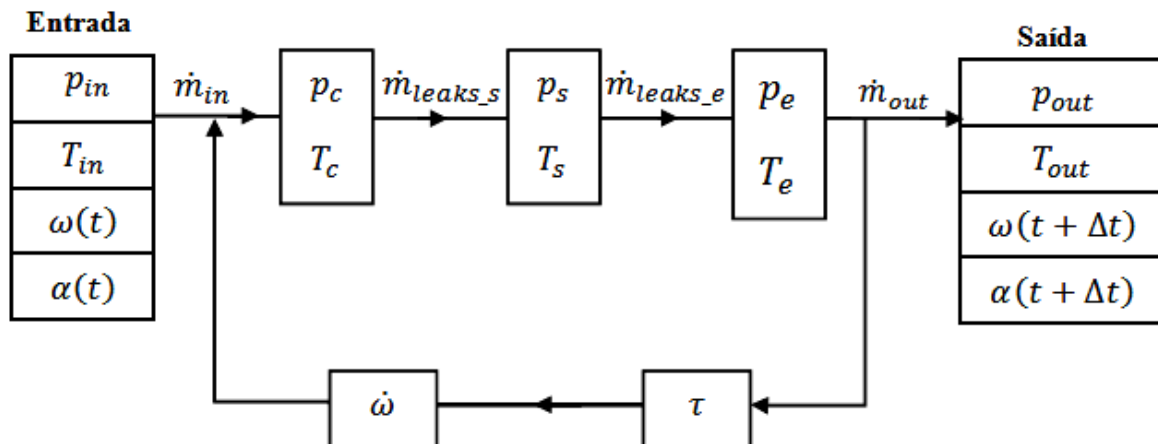 Entrada
p_in
T_in
ω(t)
α(t)
ṁ_in
p_c
T_c
ṁ_leaks_s
p_s
T_s
ṁ_leaks_e
p_e
T_e
ṁ_out
Saída
p_out
T_out
ω(t + Δt)
α(t + Δt)
ω̇
τ